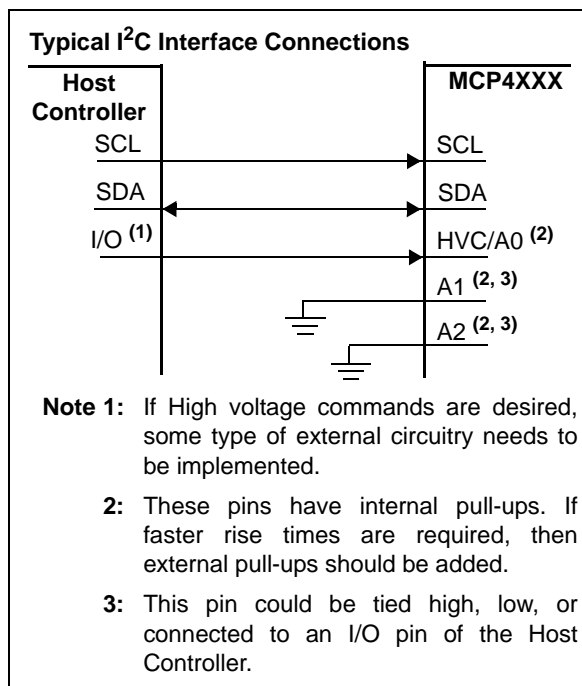 Typical I2C Interface Connections
Host
Controller
MCP4XXX
SCL
SCL
SDA
SDA
I/O (1)
HVC/A0 (2)
A1 (2, 3)
A2 (2, 3)
Note 1: If High voltage commands are desired,
some type of external circuitry needs to
be implemented.
2: These pins have internal pull-ups. If
faster rise times are required, then
external pull-ups should be added.
3: This pin could be tied high, low, or
connected to an I/O pin of the Host
Controller.